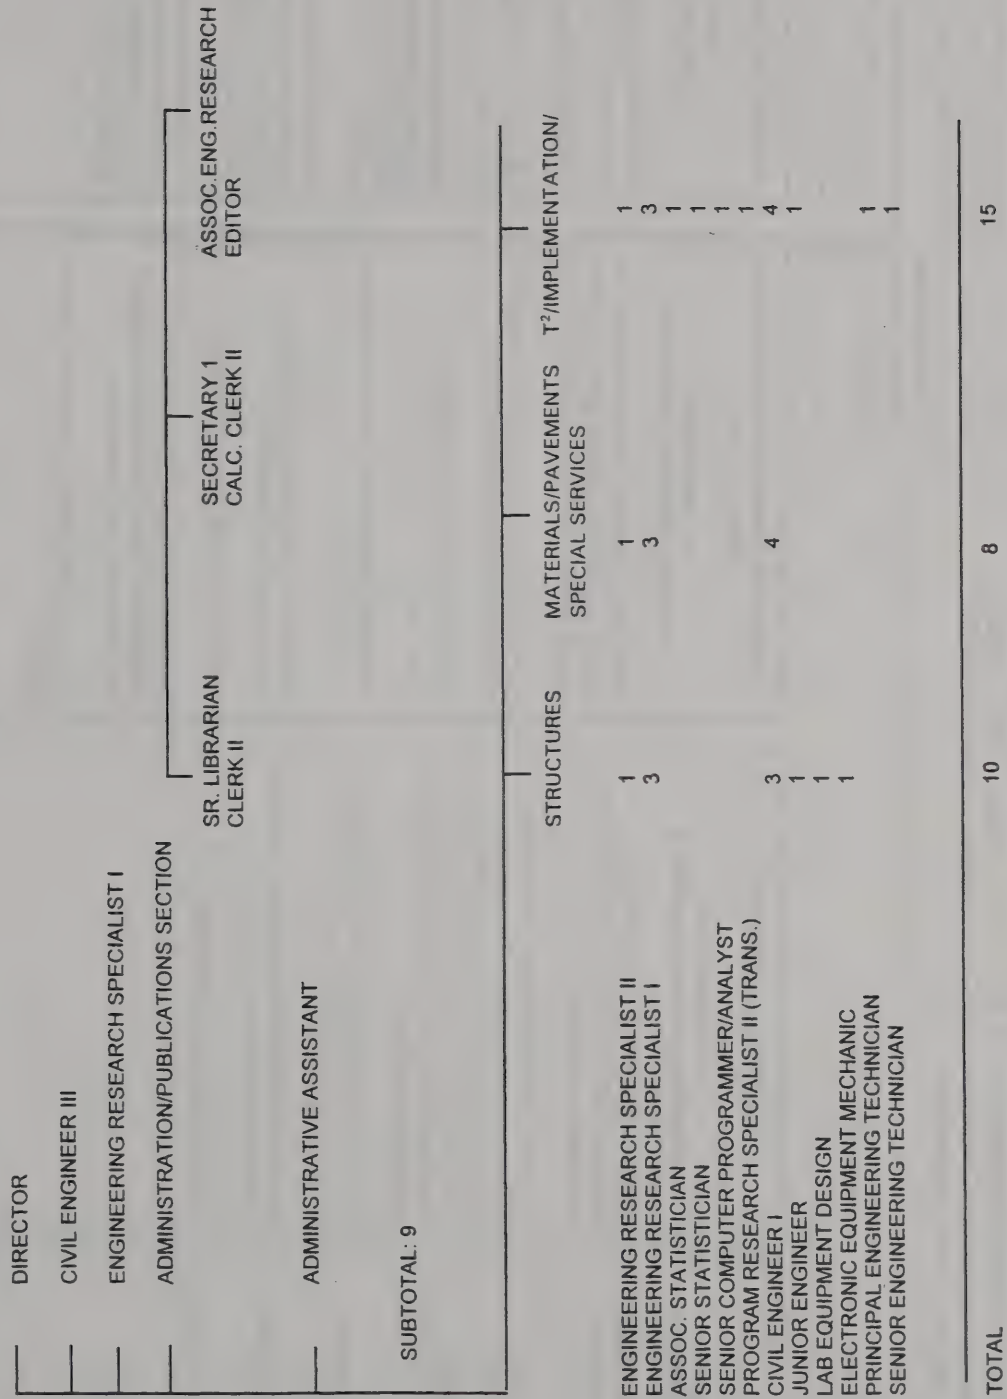 DIRECTOR
CIVIL ENGINEER III
ENGINEERING RESEARCH SPECIALIST I
ADMINISTRATION/PUBLICATIONS SECTION
SR. LIBRARIAN SECRETARY 1 ASSOC.ENG.RESEARCH
CLERK II CALC. CLERK II EDITOR
ADMINISTRATIVE ASSISTANT
SUBTOTAL: 9
STRUCTURES MATERIALS/PAVEMENTS T²/IMPLEMENTATION/
SPECIAL SERVICES
ENGINEERING RESEARCH SPECIALIST II 1 1 1
ENGINEERING RESEARCH SPECIALIST I 3 3 3
ASSOC. STATISTICIAN 1
SENIOR STATISTICIAN 1
SENIOR COMPUTER PROGRAMMER/ANALYST 1
PROGRAM RESEARCH SPECIALIST II (TRANS.) 1
CIVIL ENGINEER I 3 4 4
JUNIOR ENGINEER 1 1
LAB EQUIPMENT DESIGN 1
ELECTRONIC EQUIPMENT MECHANIC 1
PRINCIPAL ENGINEERING TECHNICIAN 1
SENIOR ENGINEERING TECHNICIAN 1
TOTAL 10 8 15